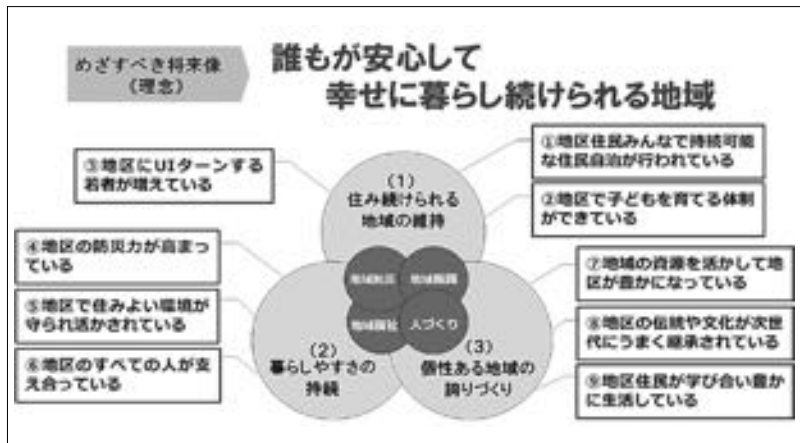 めざすべき将来像
（理念）
誰もが安心して
幸せに暮らし続けられる地域
③地区にUIターンする
若者が増えている
①地区住民みんなで持続可能
な住民自治が行われている
②地区で子どもを育てる体制
ができている
（1）
住み続けられる
地域の維持
④地区の防災力が高まって
いる
⑤地区で住みよい環境が
守られ活かされている
⑥地区のすべての人が支
え合っている
地域福祉
人づくり
（2）
暮らしやすさの
持続
（3）
個性ある地域の
誇りづくり
⑦地域の資源を活かして地
区が豊かになっている
⑧地区の伝統や文化が次世
代にうまく継承されている
⑨地区住民が学び合い豊か
に生活している